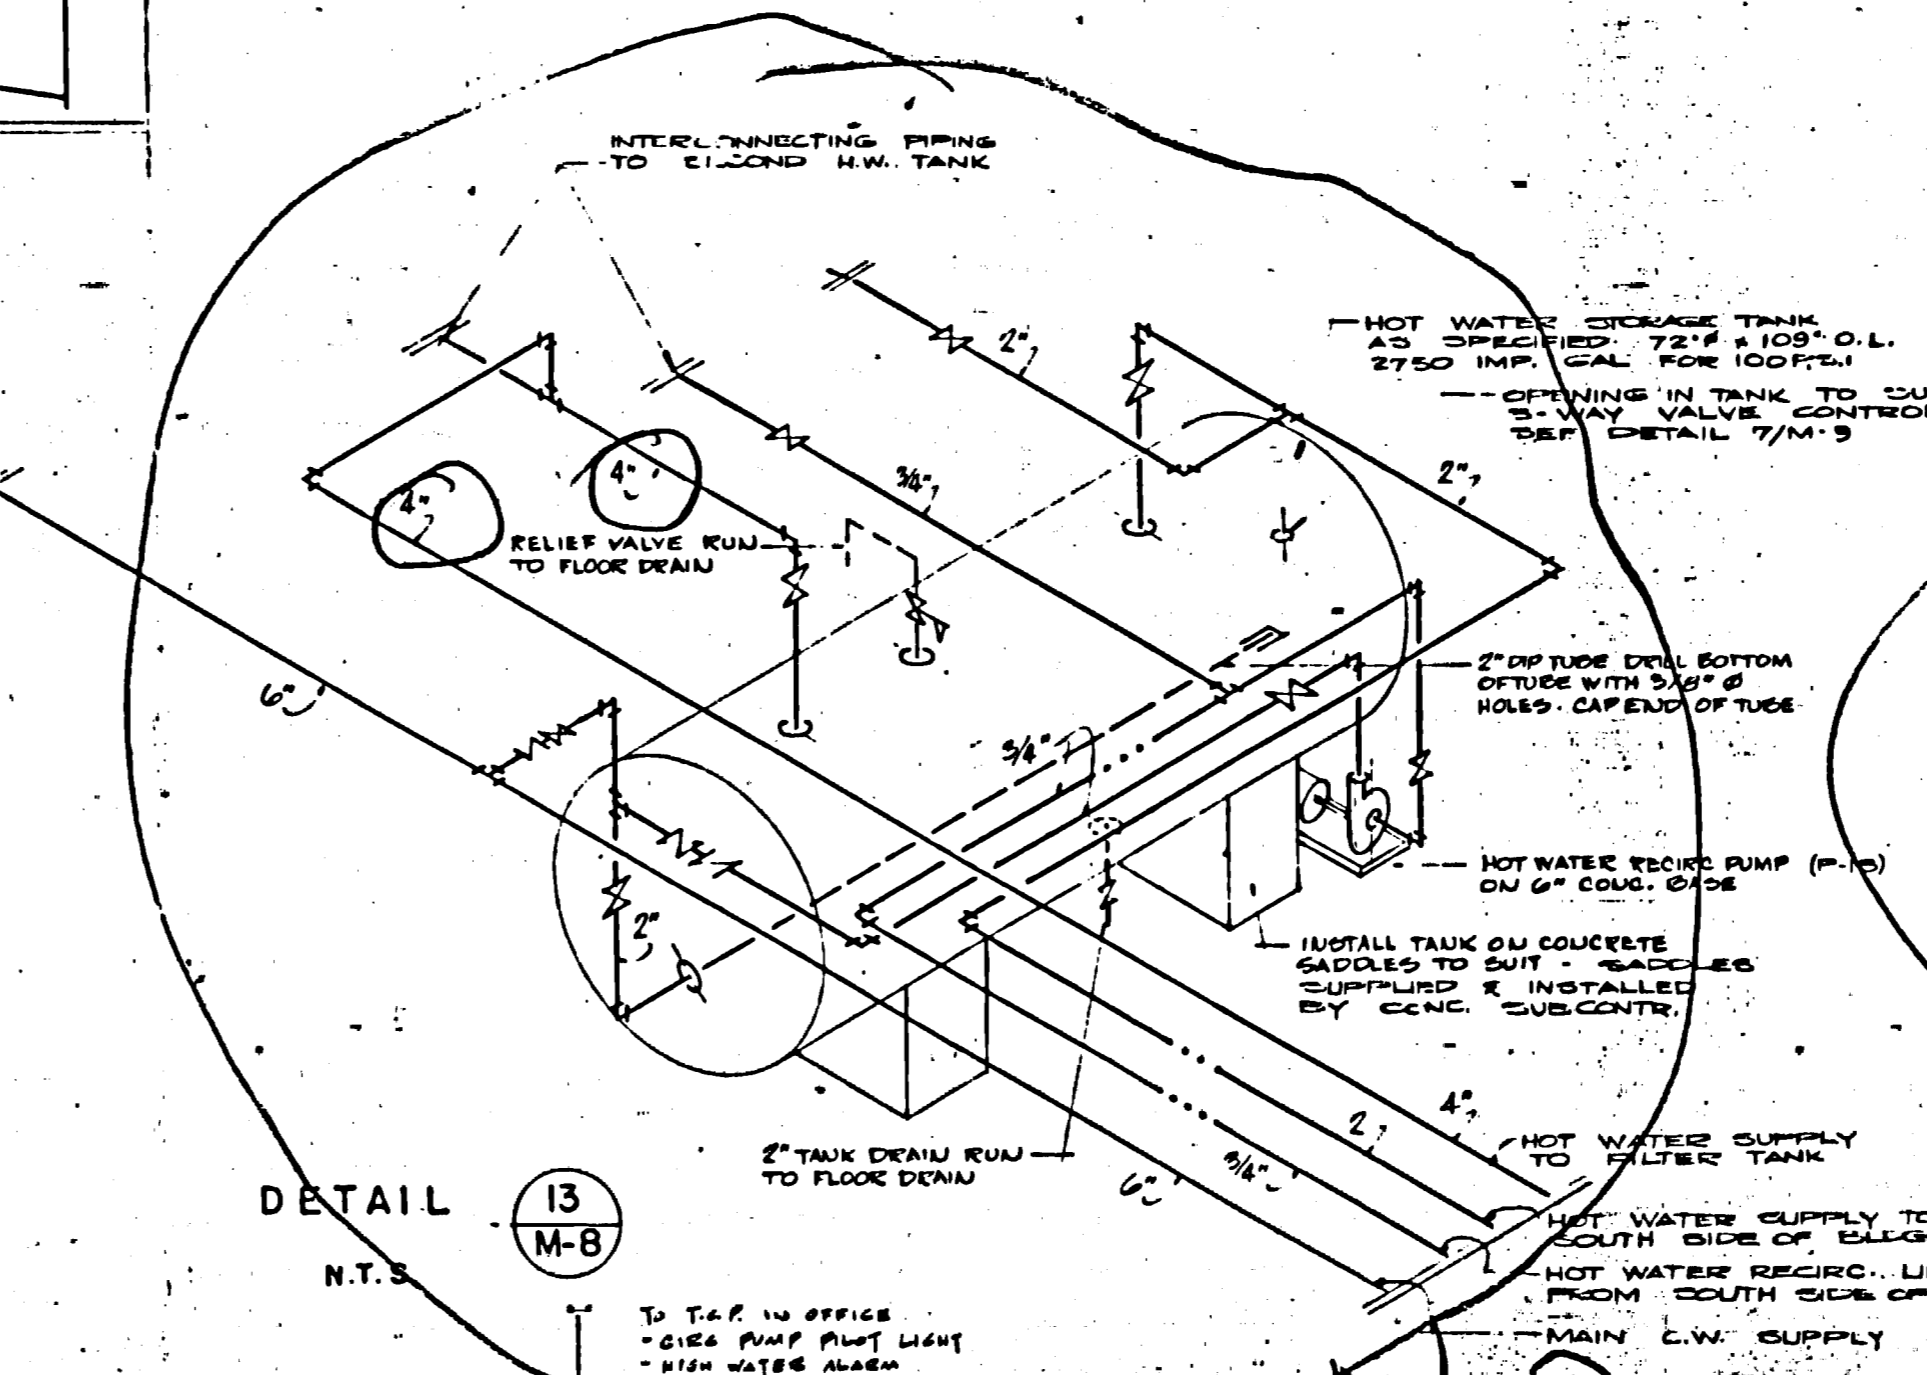 INTERCONNECTING PIPING
TO SECOND H.W. TANK
HOT WATER STORAGE TANK
AS SPECIFIED. 72"Ø x 109" O.L.
2750 IMP. GAL FOR 100 P.S.I
OPENING IN TANK TO SU
3-WAY VALVE CONTRO
SEE DETAIL 7/M-9
2"
2"
3/4"
4"
4"
RELIEF VALVE RUN
TO FLOOR DRAIN
2" DIP TUBE DRILL BOTTOM
OF TUBE WITH 3/8" Ø
HOLES. CAP END OF TUBE
6"
3/4"
HOT WATER RECIRC PUMP
ON 6" CONC. BASE
2"
INSTALL TANK ON CONCRETE
SADDLES TO SUIT - SADDLES
SUPPLIED & INSTALLED
BY CONC. SUBCONTR.
2" TANK DRAIN RUN
TO FLOOR DRAIN
4"
2
3/4"
6"
HOT WATER SUPPLY
TO FILTER TANK
HOT WATER SUPPLY TO
SOUTH SIDE OF BLDG
HOT WATER RECIRC. LI
FROM SOUTH SIDE OF
MAIN C.W. SUPPLY
DETAIL
13
M-8
N.T.S
TO T.C.P. IN OFFICE
- CIRC PUMP PILOT LIGHT
- HIGH WATER ALARM